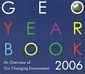 GEO
YEAR
BOOK
An Overview of
Our Changing Environment
2006